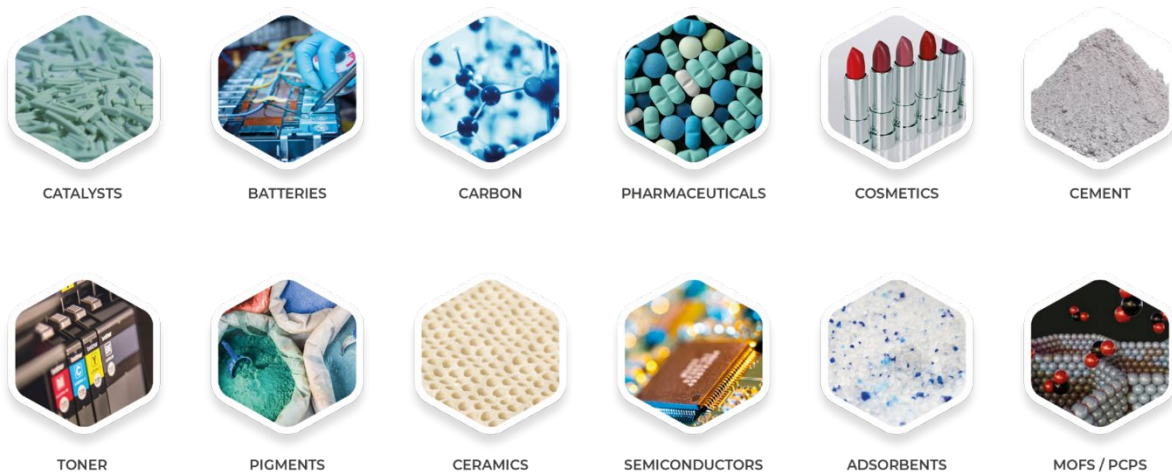 CATALYSTS
BATTERIES
CARBON
PHARMACEUTICALS
COSMETICS
CEMENT
M
C
Y
TONER
PIGMENTS
CERAMICS
SEMICONDUCTORS
ADSORBENTS
MOFS / PCPS